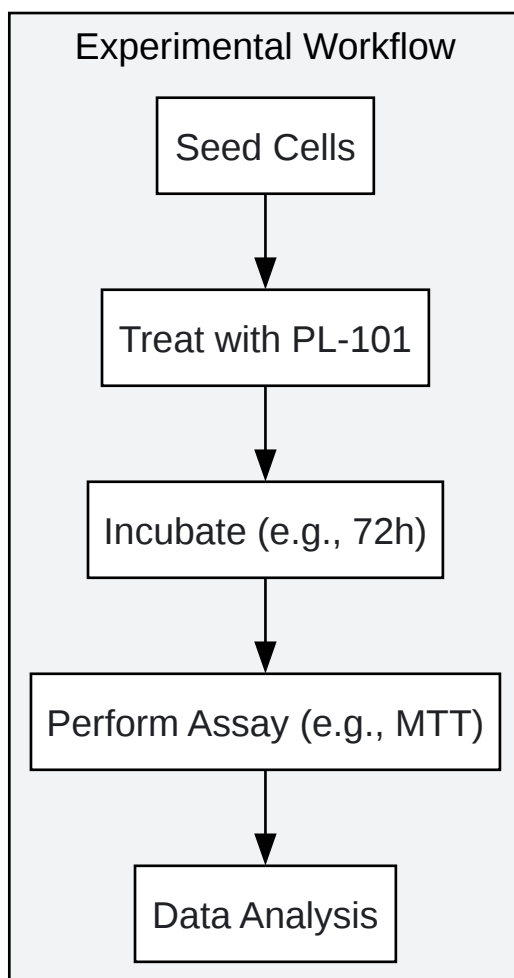 Experimental Workflow
Seed Cells
Treat with PL-101
Incubate (e.g., 72h)
Perform Assay (e.g., MTT)
Data Analysis